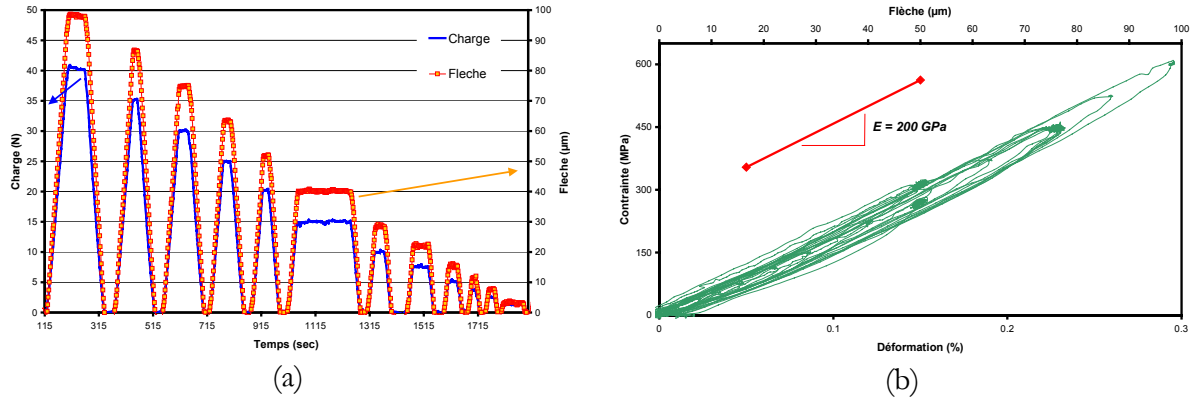 50
45
40
35
30
25
20
15
10
5
0
Charge (N)
100
90
80
70
60
50
40
30
20
10
0
Fleche (µm)
Charge
Fleche
115 315 515 715 915 1115 1315 1515 1715
Temps (sec)
(a)
Flèche (µm)
0 10 20 30 40 50 60 70 80 90 100
600
450
300
150
0
Contrainte (MPa)
E = 200 GPa
0 0.1 0.2 0.3
Déformation (%)
(b)